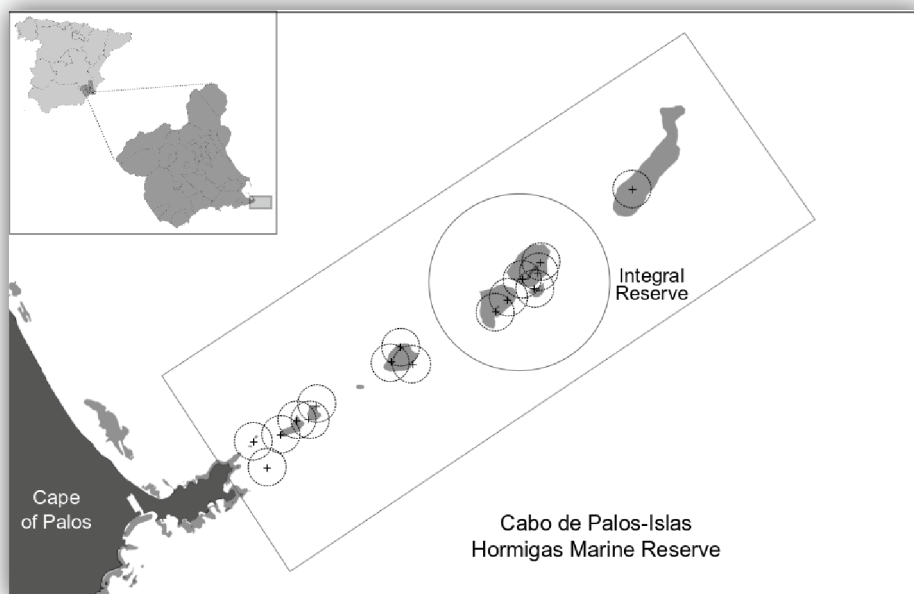 Integral
Reserve
Cape
of Palos
Cabo de Palos-Islas
Hormigas Marine Reserve